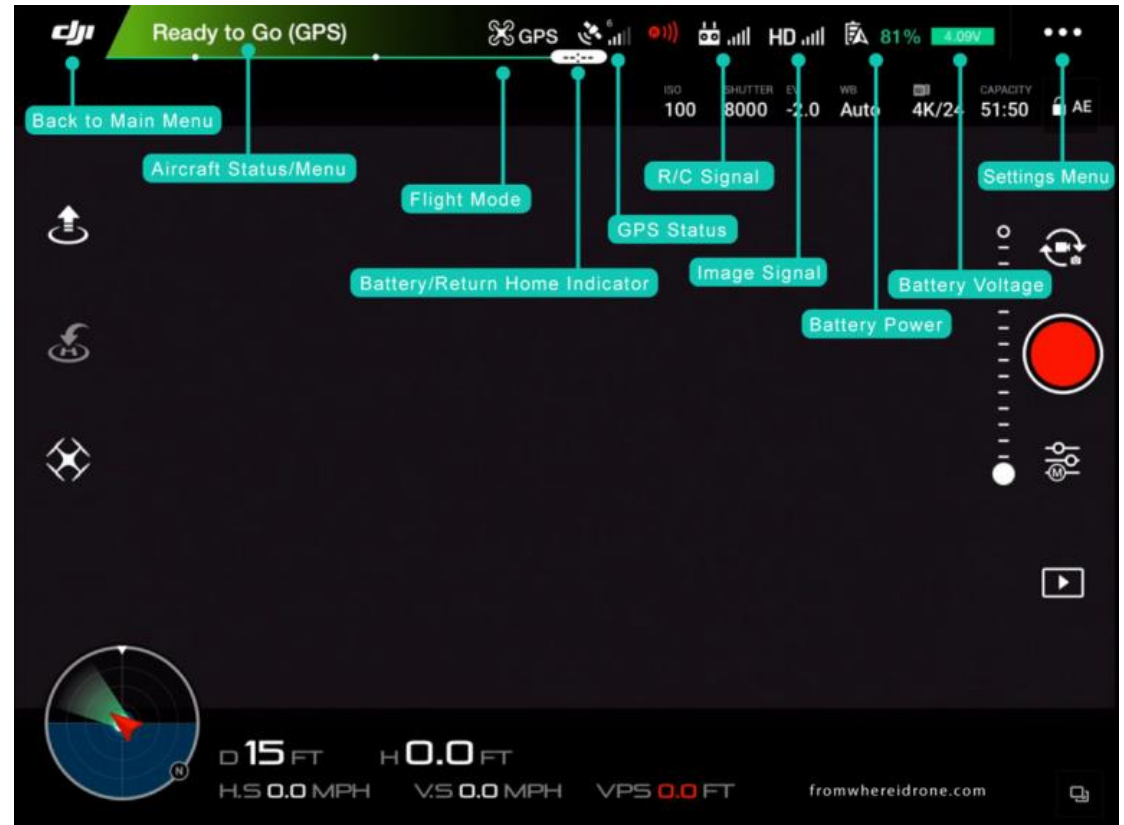 dji Ready to Go (GPS) GPS 6 HD 81% 4.09V
--:--
ISO SHUTTER EV WB CAPACITY
100 8000 -2.0 Auto 4K/24 51:50 AE
Back to Main Menu
Aircraft Status/Menu
R/C Signal
Settings Menu
Flight Mode
GPS Status
Image Signal
Battery/Return Home Indicator
Battery Voltage
Battery Power
H
M
N
D 15 FT H 0.0 FT
H.S 0.0 MPH V.S 0.0 MPH VPS 0.0 FT
fromwhereidrone.com